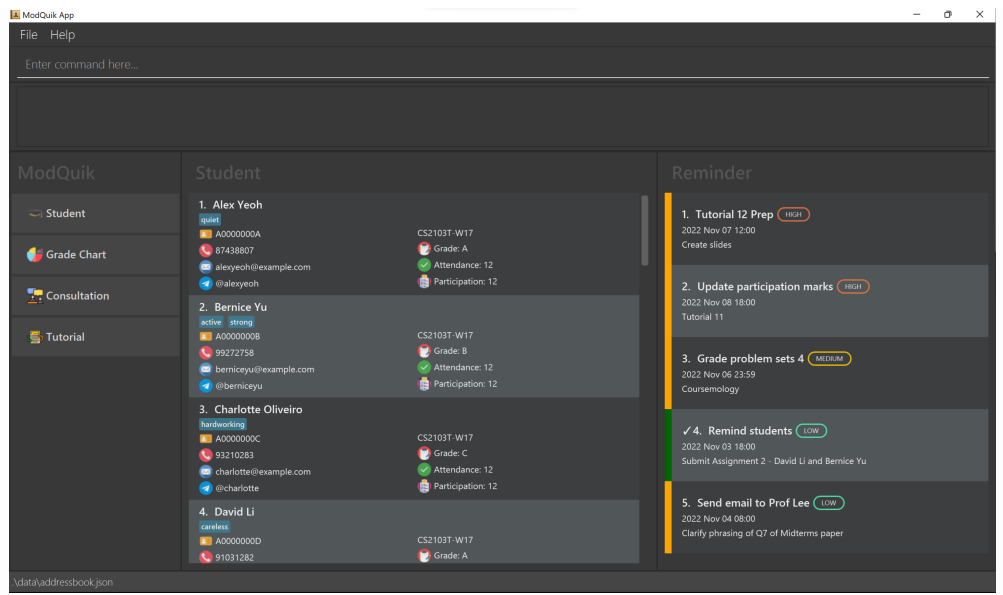 ModQuik App
File Help
Enter command here...
ModQuik
Student
Grade Chart
Consultation
Tutorial
Student
1. Alex Yeoh
quiet
A0000000A CS2103T-W17
87438807 Grade: A
alexyeoh@example.com Attendance: 12
@alexyeoh Participation: 12
2. Bernice Yu
active strong
A0000000B CS2103T-W17
99272758 Grade: B
berniceyu@example.com Attendance: 12
@berniceyu Participation: 12
3. Charlotte Oliveiro
hardworking
A0000000C CS2103T-W17
93210283 Grade: C
charlotte@example.com Attendance: 12
@charlotte Participation: 12
4. David Li
careless
A0000000D CS2103T-W17
91031282 Grade: A
Reminder
1. Tutorial 12 Prep HIGH
2022 Nov 07 12:00
Create slides
2. Update participation marks HIGH
2022 Nov 08 18:00
Tutorial 11
3. Grade problem sets 4 MEDIUM
2022 Nov 06 23:59
Coursemology
✓4. Remind students LOW
2022 Nov 03 18:00
Submit Assignment 2 - David Li and Bernice Yu
5. Send email to Prof Lee LOW
2022 Nov 04 08:00
Clarify phrasing of Q7 of Midterms paper
.\data\addressbook.json